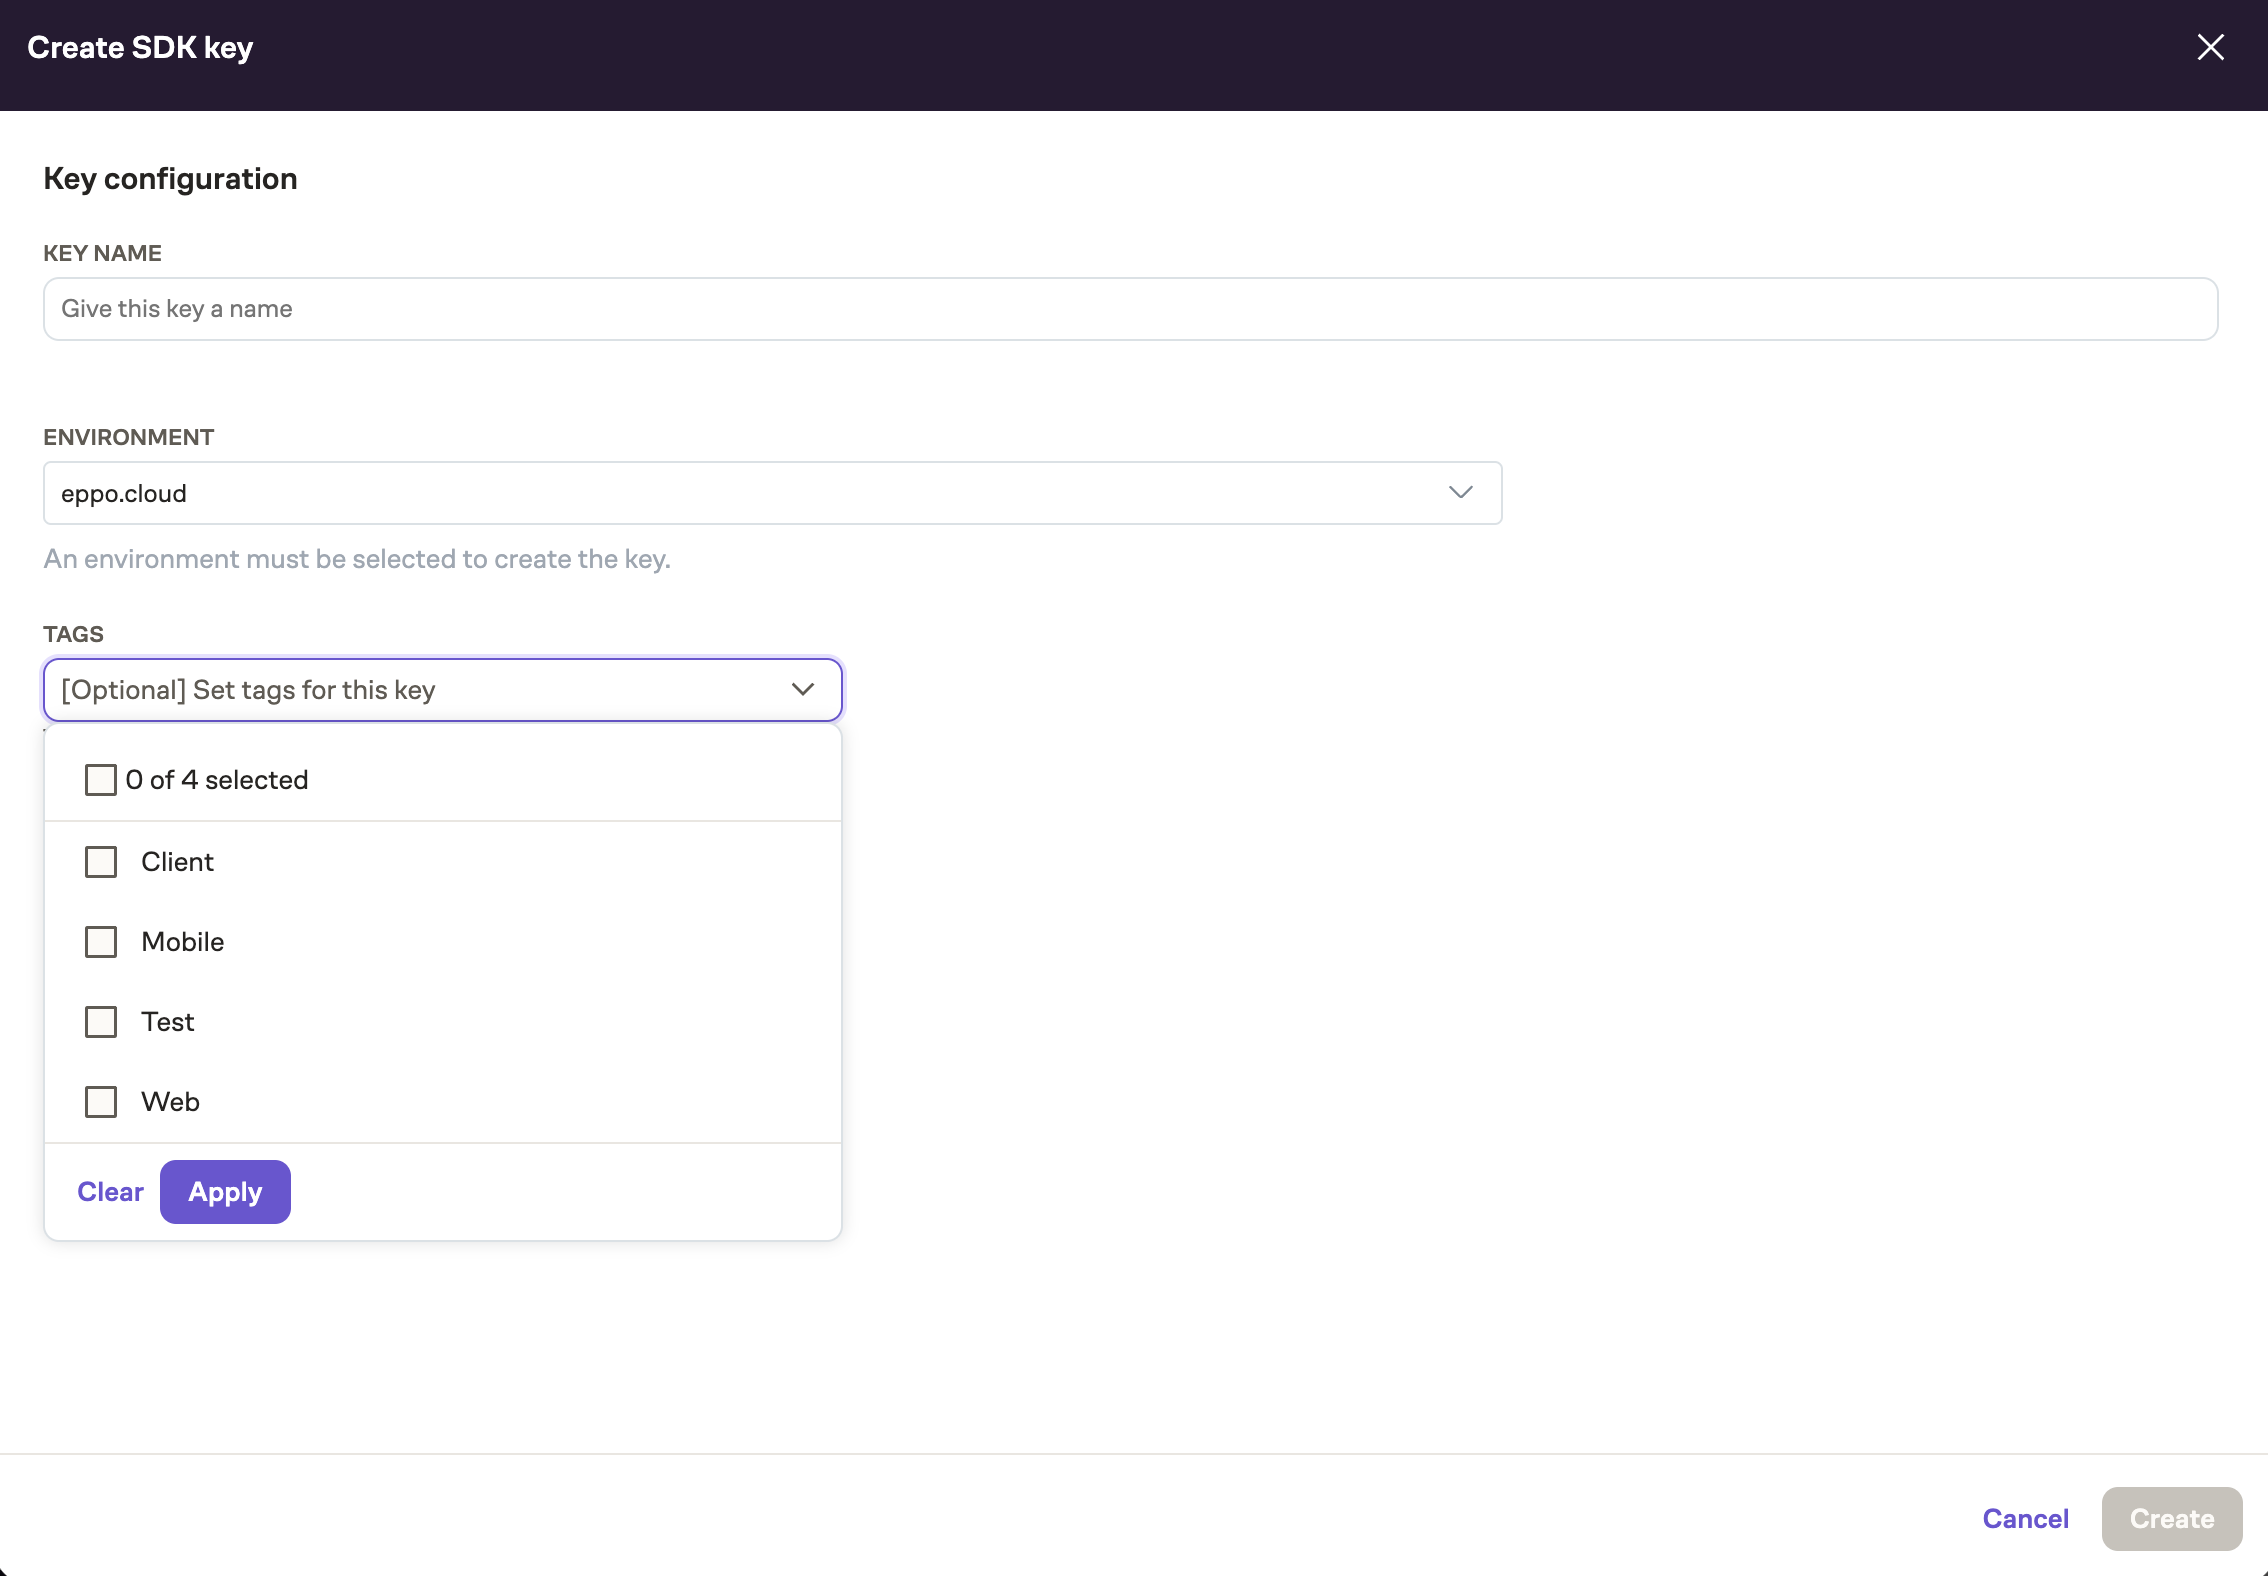 Create SDK key
Key configuration
KEY NAME
Give this key a name
ENVIRONMENT
eppo.cloud
An environment must be selected to create the key.
TAGS
[Optional] Set tags for this key
0 of 4 selected
Client
Mobile
Test
Web
Clear Apply
Cancel Create